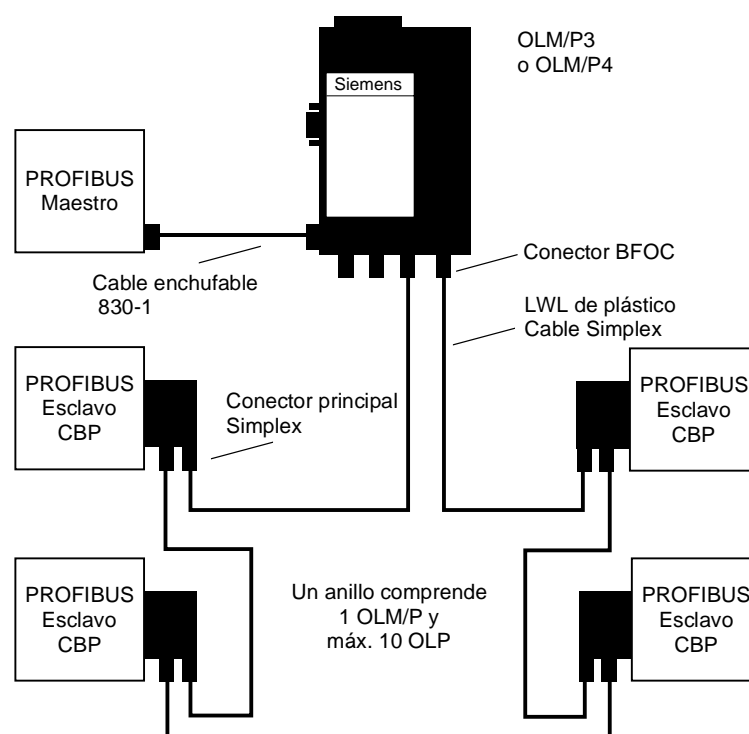 OLM/P3
o OLM/P4
Siemens
PROFIBUS
Maestro
Conector BFOC
Cable enchufable
830-1
LWL de plástico
Cable Simplex
PROFIBUS
Esclavo
CBP
Conector principal
Simplex
PROFIBUS
Esclavo
CBP
PROFIBUS
Esclavo
CBP
Un anillo comprende
1 OLM/P y
máx. 10 OLP
PROFIBUS
Esclavo
CBP